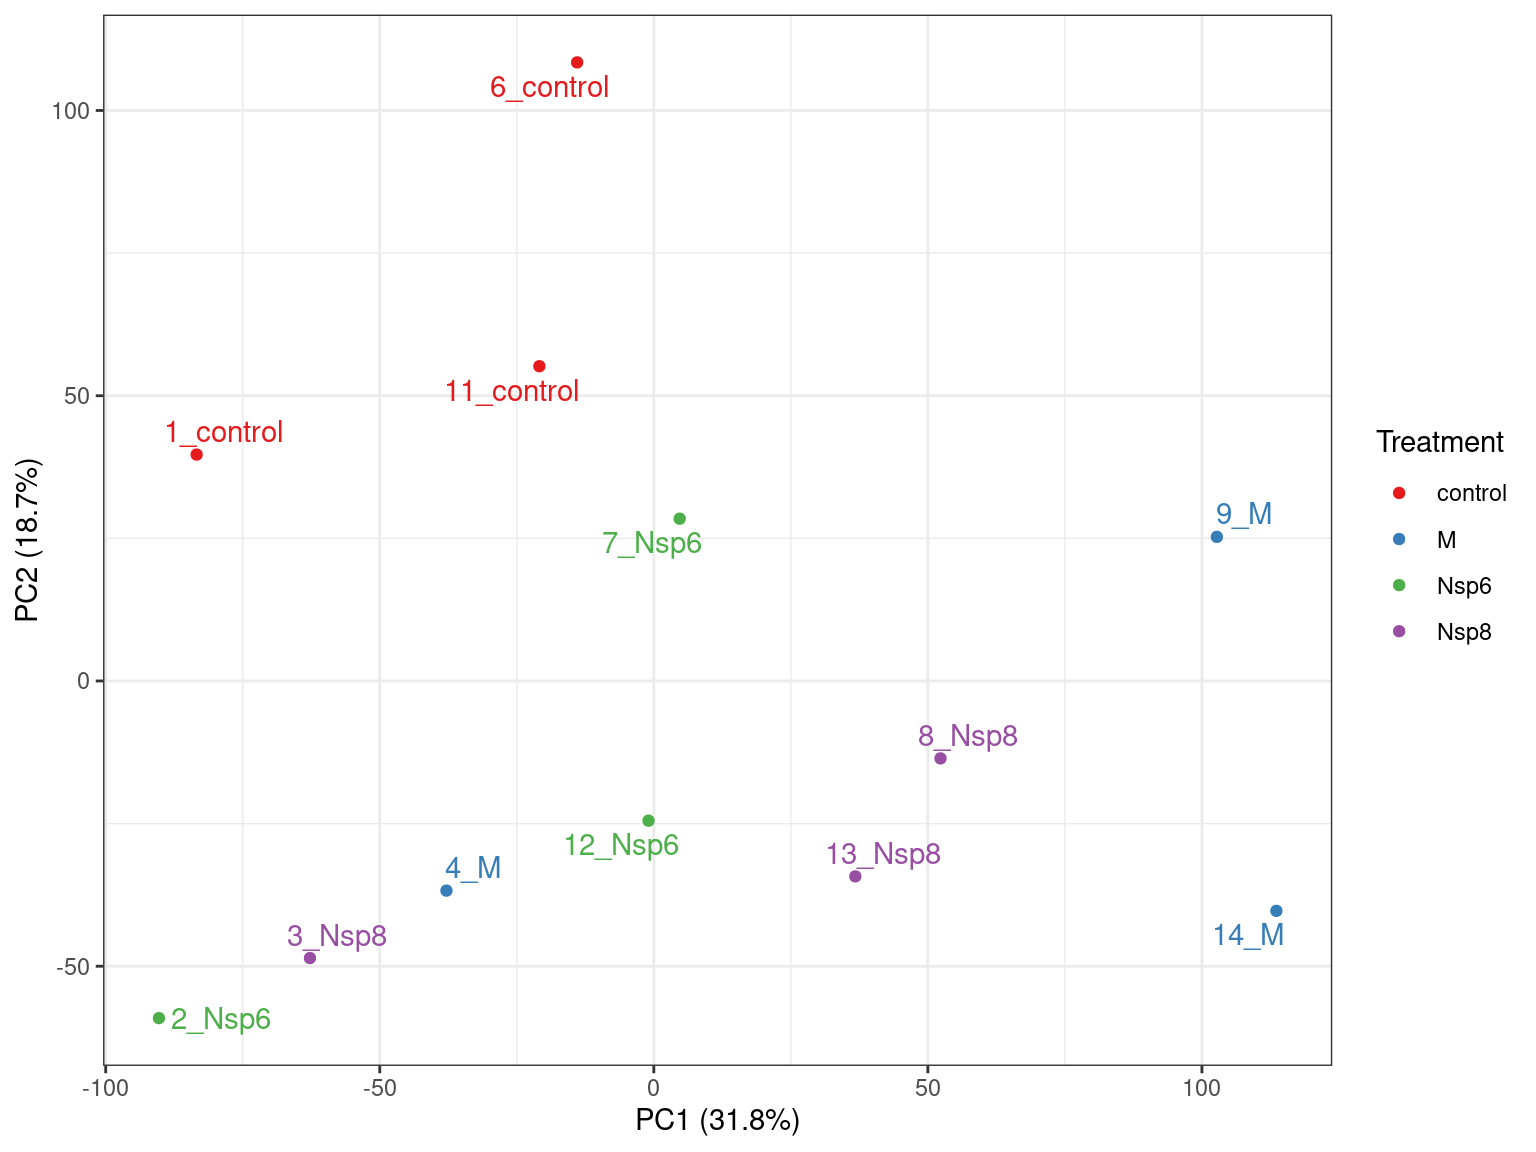 6_control
100
11_control
50
1_control
Treatment
control
M
Nsp6
Nsp8
9_M
7_Nsp6
PC2 (18.7%)
0
8_Nsp8
12_Nsp6
13_Nsp8
4_M
14_M
3_Nsp8
-50
2_Nsp6
-100
-50
0
50
100
PC1 (31.8%)